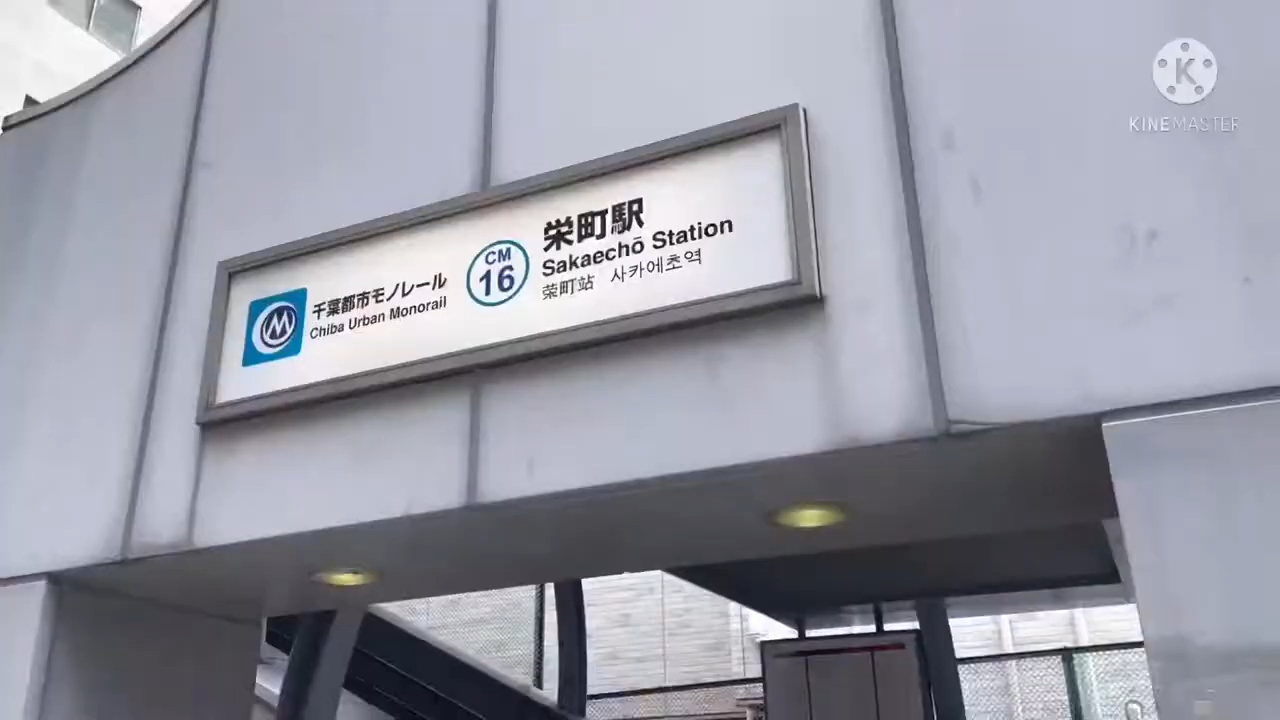 千葉都市モノレール
Chiba Urban Monorail
CM
16
栄町駅
Sakaechō Station
荣町站 사카에초역
K
KINEMASTER